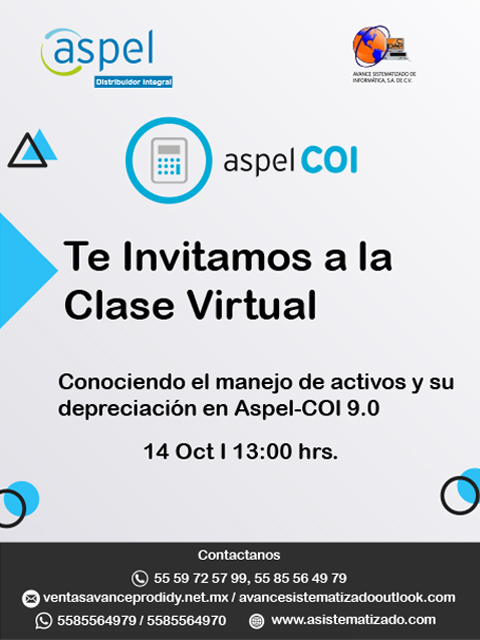 aspel
Distribuidor Integral
AVANCE SISTEMATIZADO DE
INFORMÁTICA, S.A. DE C.V.
aspel COI
Te Invitamos a la
Clase Virtual
Conociendo el manejo de activos y su
depreciación en Aspel-COI 9.0
14 Oct I 13:00 hrs.
Contactanos
55 59 72 57 99, 55 85 56 49 79
ventasavanceprodidy.net.mx / avancesistematizadooutlook.com
5585564979 / 5585564970
www.asistematizado.com